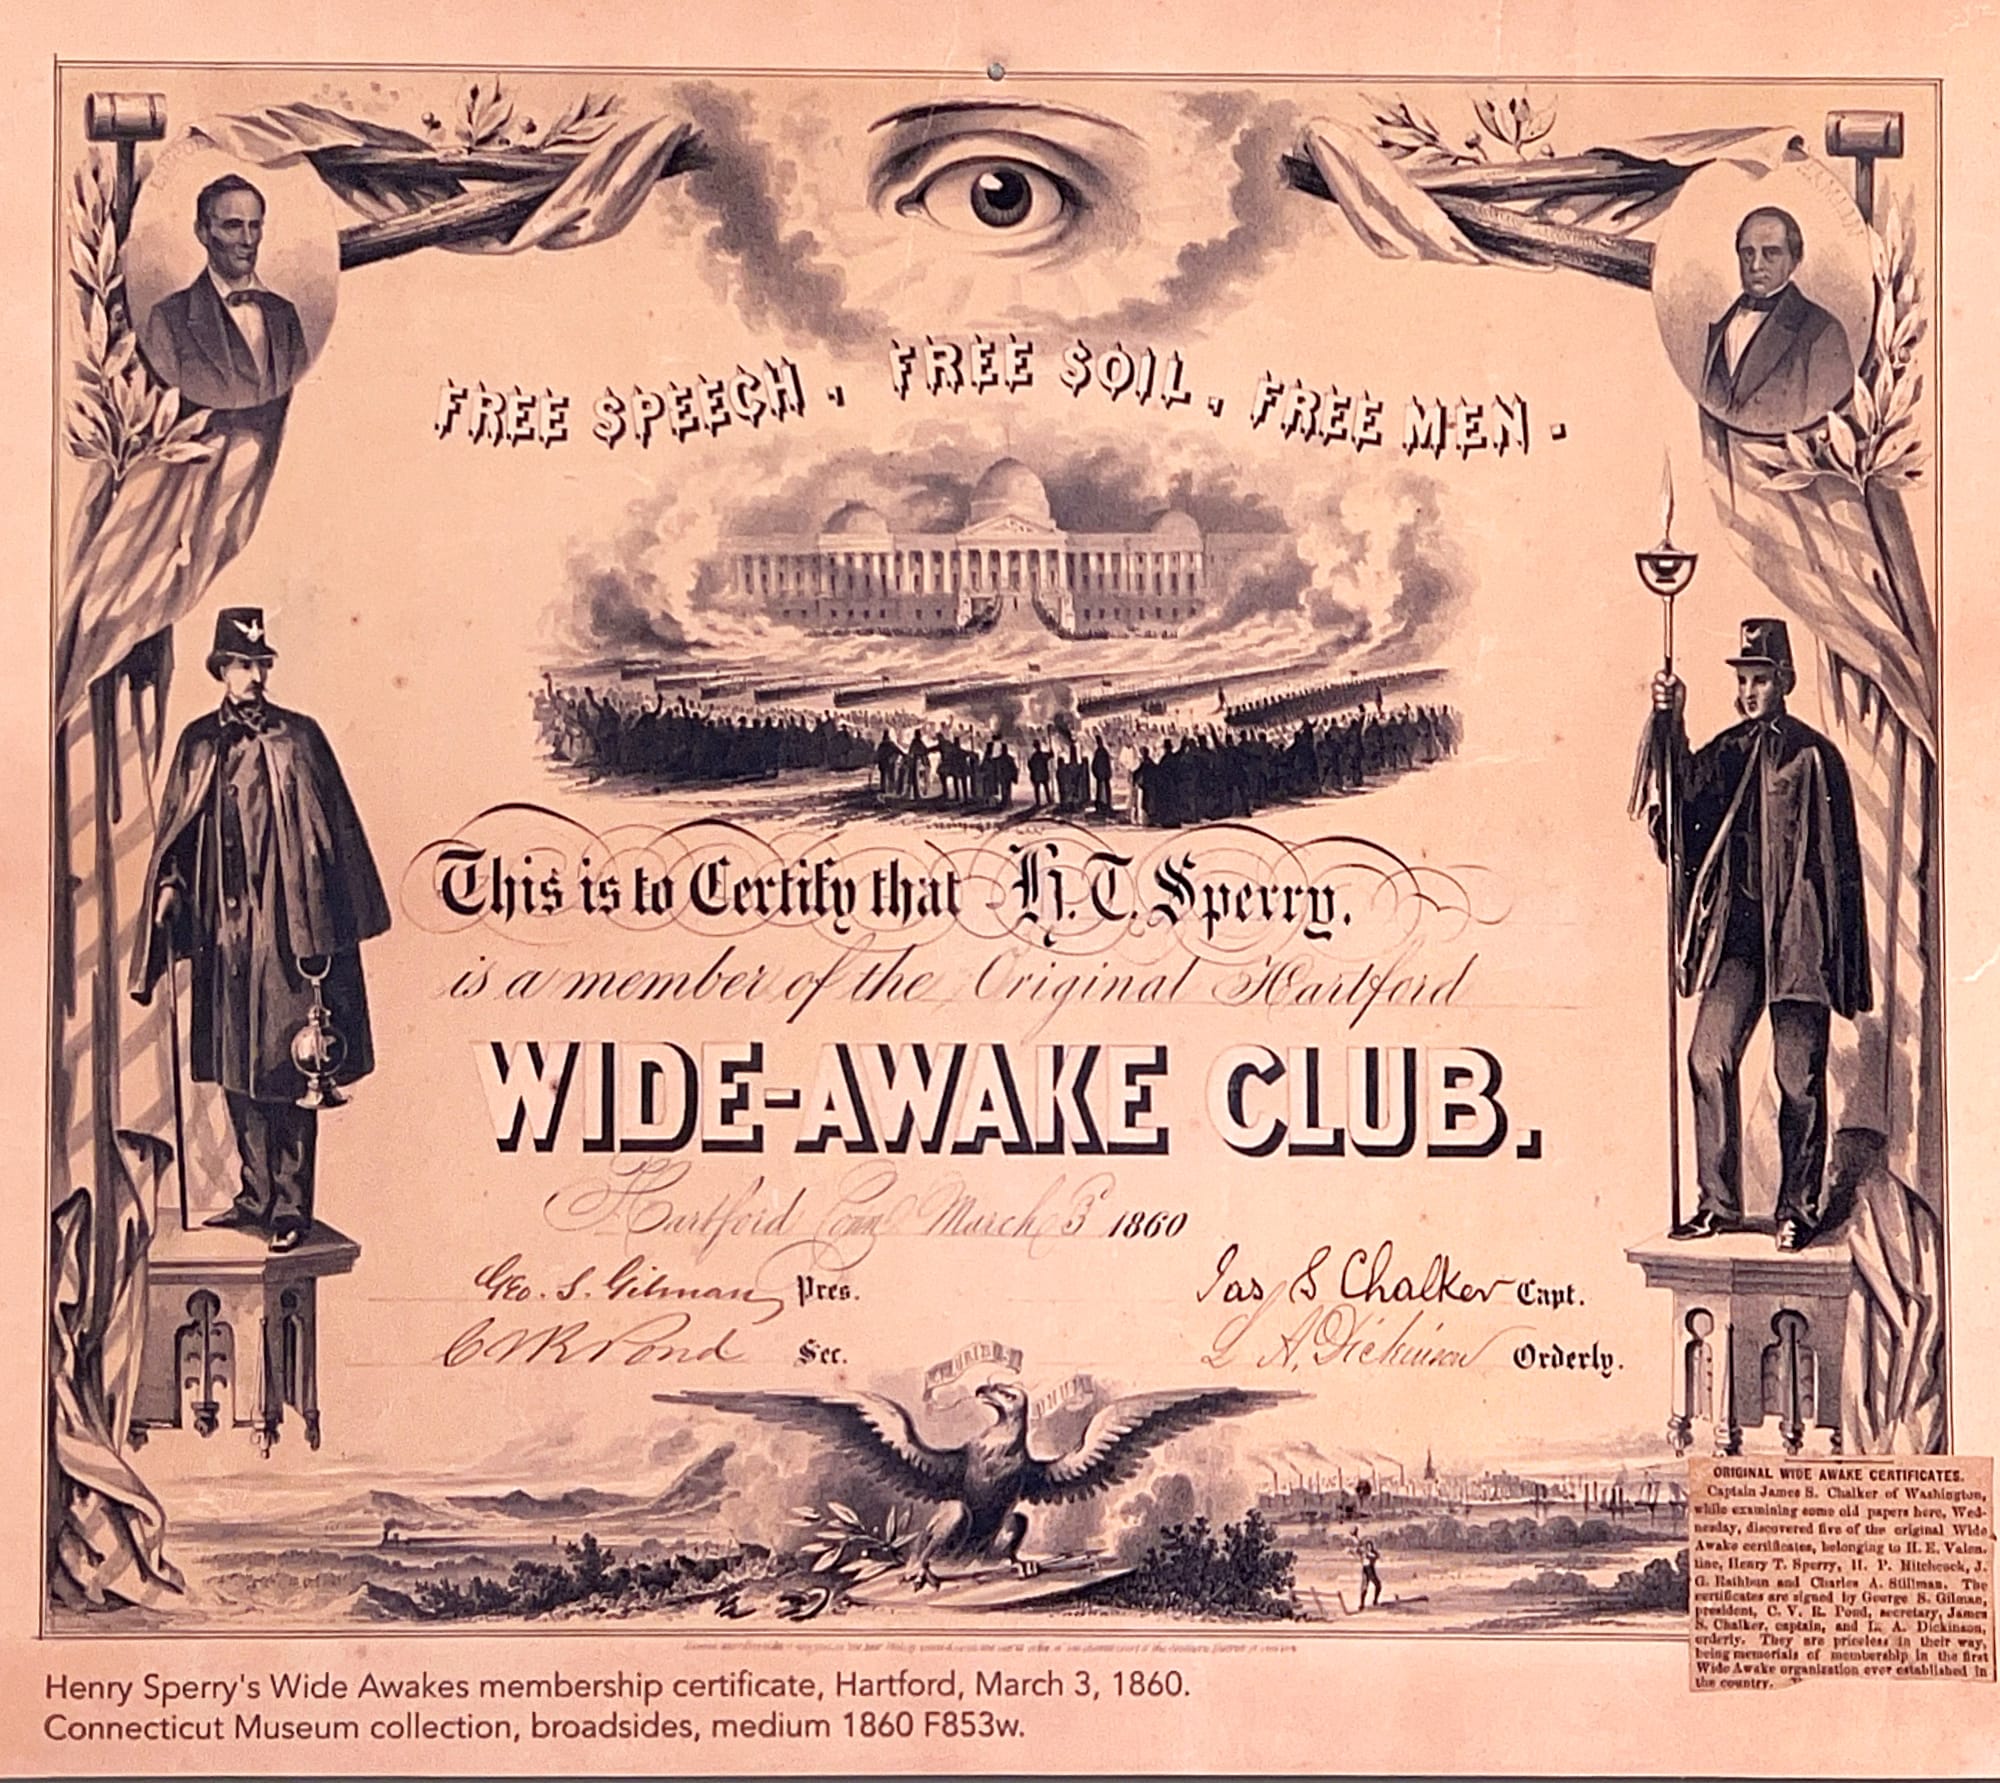 LINCOLN
HAMLIN
FREE SPEECH. FREE SOIL. FREE MEN.
This is to Certify that H. T. Sperry.
is a member of the Original Hartford
WIDE-AWAKE CLUB.
Hartford Conn March 3 1860
Geo. S. Gilman Pres.
Jas S Chalker Capt.
C V R Pond Sec.
L A. Dickinson Orderly.
UNUM
ORIGINAL WIDE AWAKE CERTIFICATES.
Captain James S. Chalker of Washington,
while examining some old papers here, Wed-
nesday, discovered five of the original Wide
Awake certificates, belonging to H. E. Valen-
tine, Henry T. Sperry, H. P. Hitchcock, J.
G. Rathbun and Charles A. Stillman. The
certificates are signed by George S. Gilman,
president, C. V. R. Pond, secretary, James
S. Chalker, captain, and L. A. Dickinson,
orderly. They are priceless in their way,
being memorials of membership in the first
Wide Awake organization ever established in
the country.
Henry Sperry's Wide Awakes membership certificate, Hartford, March 3, 1860.
Connecticut Museum collection, broadsides, medium 1860 F853w.